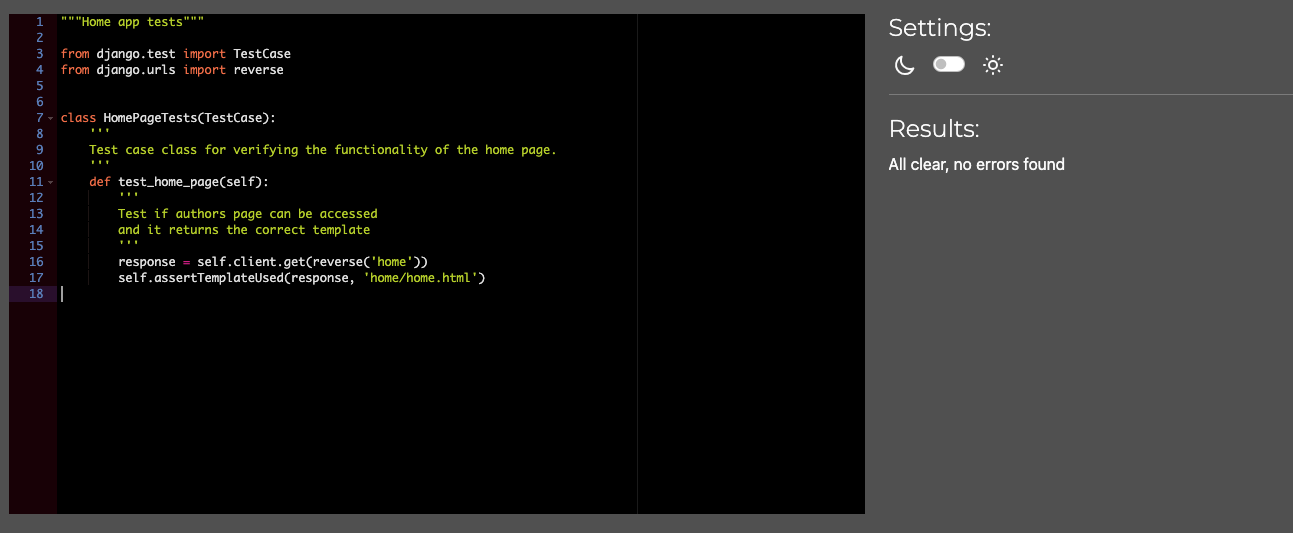 1 """Home app tests"""
2
3 from django.test import TestCase
4 from django.urls import reverse
5
6
7 class HomePageTests(TestCase):
8     '''
9     Test case class for verifying the functionality of the home page.
10     '''
11     def test_home_page(self):
12         '''
13         Test if authors page can be accessed
14         and it returns the correct template
15         '''
16         response = self.client.get(reverse('home'))
17         self.assertTemplateUsed(response, 'home/home.html')
18
Settings:
Results:
All clear, no errors found